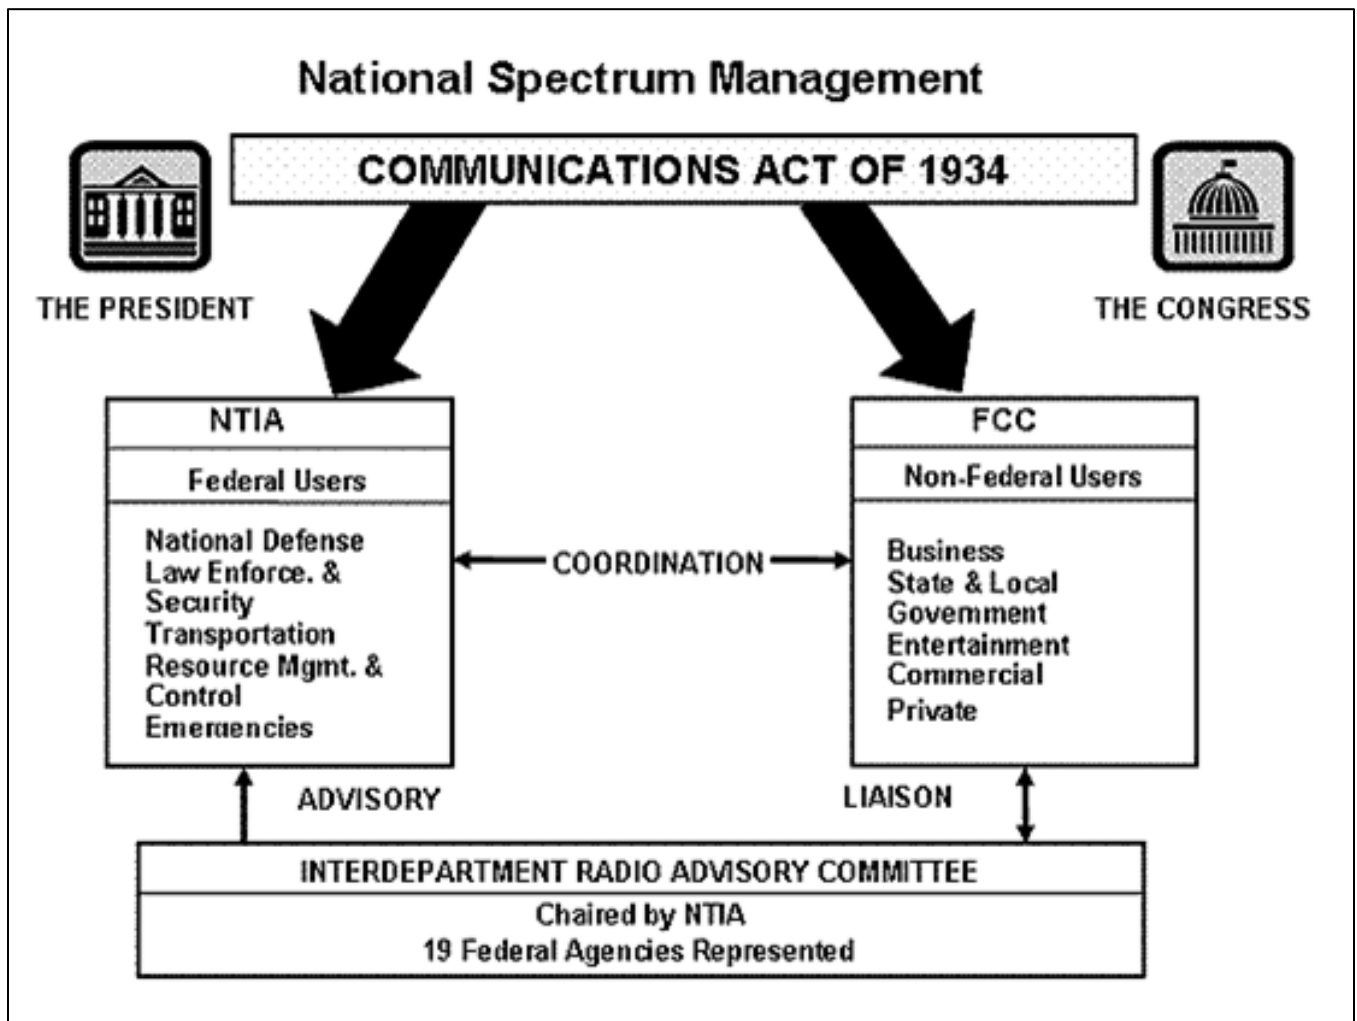 National Spectrum Management
COMMUNICATIONS ACT OF 1934
THE PRESIDENT
THE CONGRESS
NTIA
Federal Users
National Defense
Law Enforce. &
Security
Transportation
Resource Mgmt. &
Control
Emergencies
COORDINATION
FCC
Non-Federal Users
Business
State & Local
Government
Entertainment
Commercial
Private
ADVISORY
LIAISON
INTERDEPARTMENT RADIO ADVISORY COMMITTEE
Chaired by NTIA
19 Federal Agencies Represented